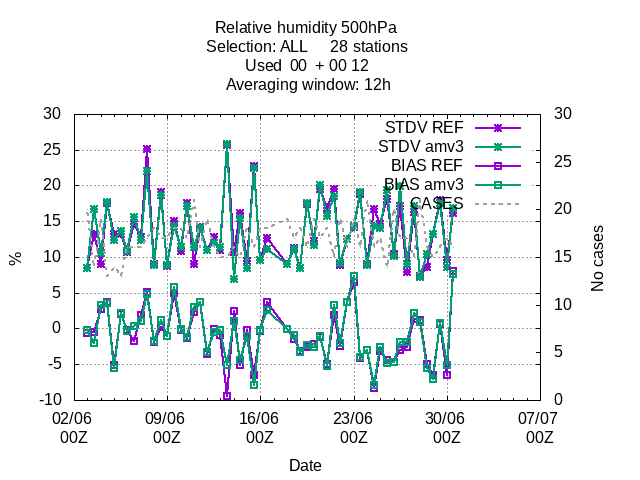 Relative humidity 500hPa
Selection: ALL     28 stations
Used  00  + 00 12
Averaging window: 12h
30
25
20
15
10
5
0
-5
-10
%
30
25
20
15
10
5
0
No cases
STDV REF
STDV amv3
BIAS REF
BIAS amv3
CASES
02/06 09/06 16/06 23/06 30/06 07/07
00Z 00Z 00Z 00Z 00Z 00Z
Date